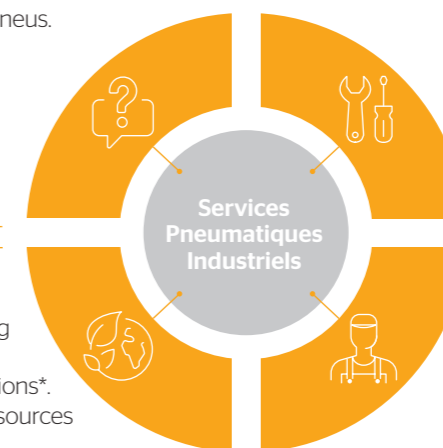 neus.
Services
Pneumatiques
Industriels
g
ions*.
sources